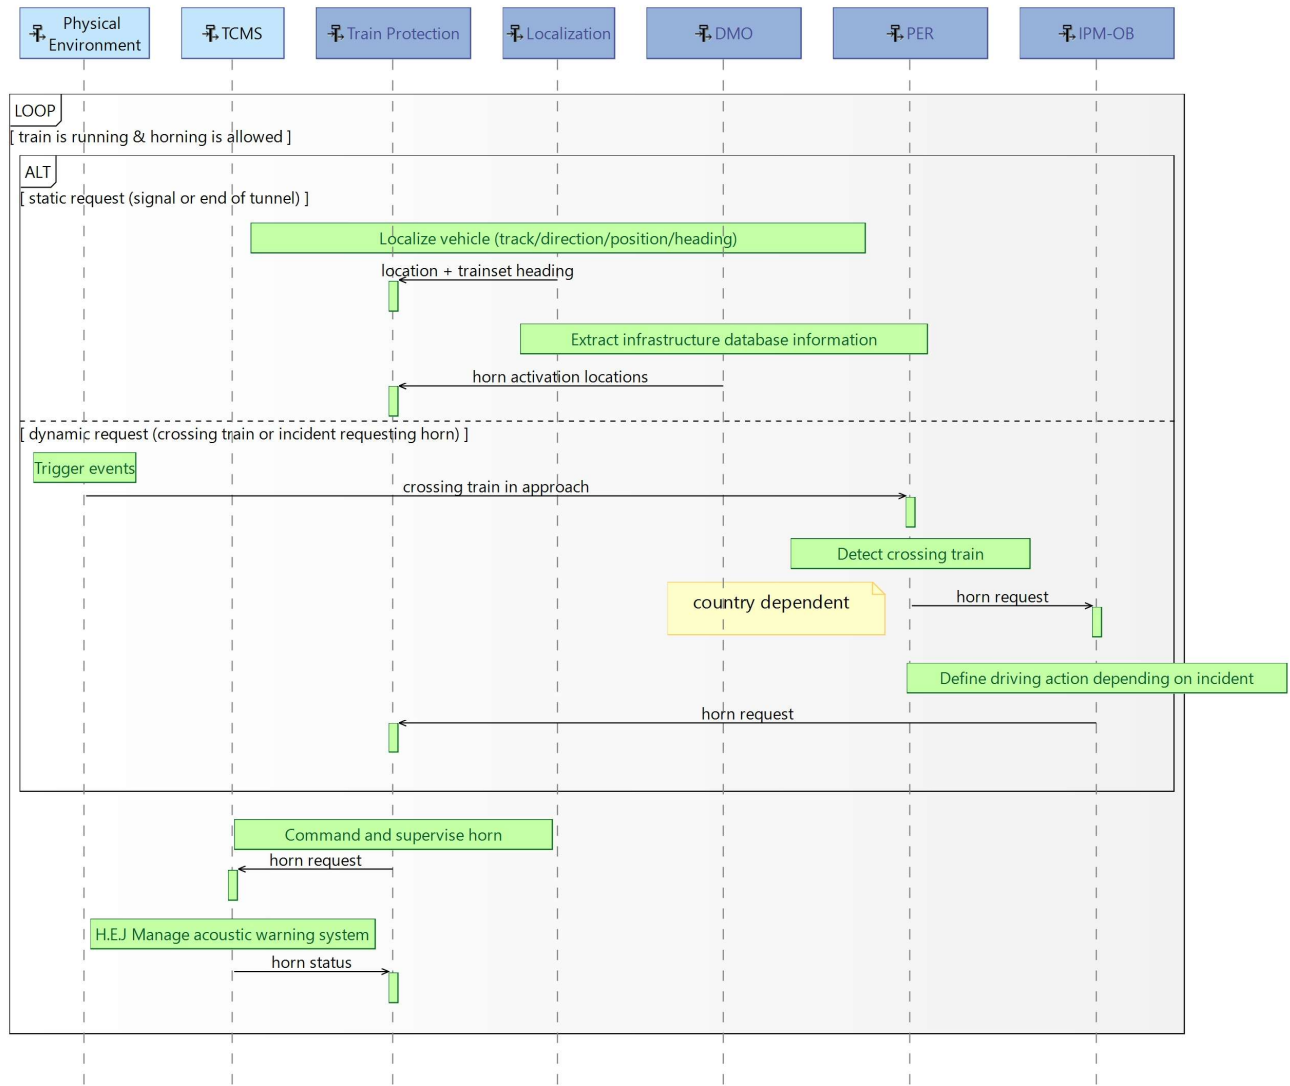 Physical
Environment
TCMS
Train Protection
Localization
DMO
PER
IPM-OB
LOOP
[ train is running & horning is allowed ]
ALT
[ static request (signal or end of tunnel) ]
Localize vehicle (track/direction/position/heading)
location + trainset heading
Extract infrastructure database information
horn activation locations
[ dynamic request (crossing train or incident requesting horn) ]
Trigger events
crossing train in approach
Detect crossing train
country dependent
horn request
Define driving action depending on incident
horn request
Command and supervise horn
horn request
H.E.J Manage acoustic warning system
horn status